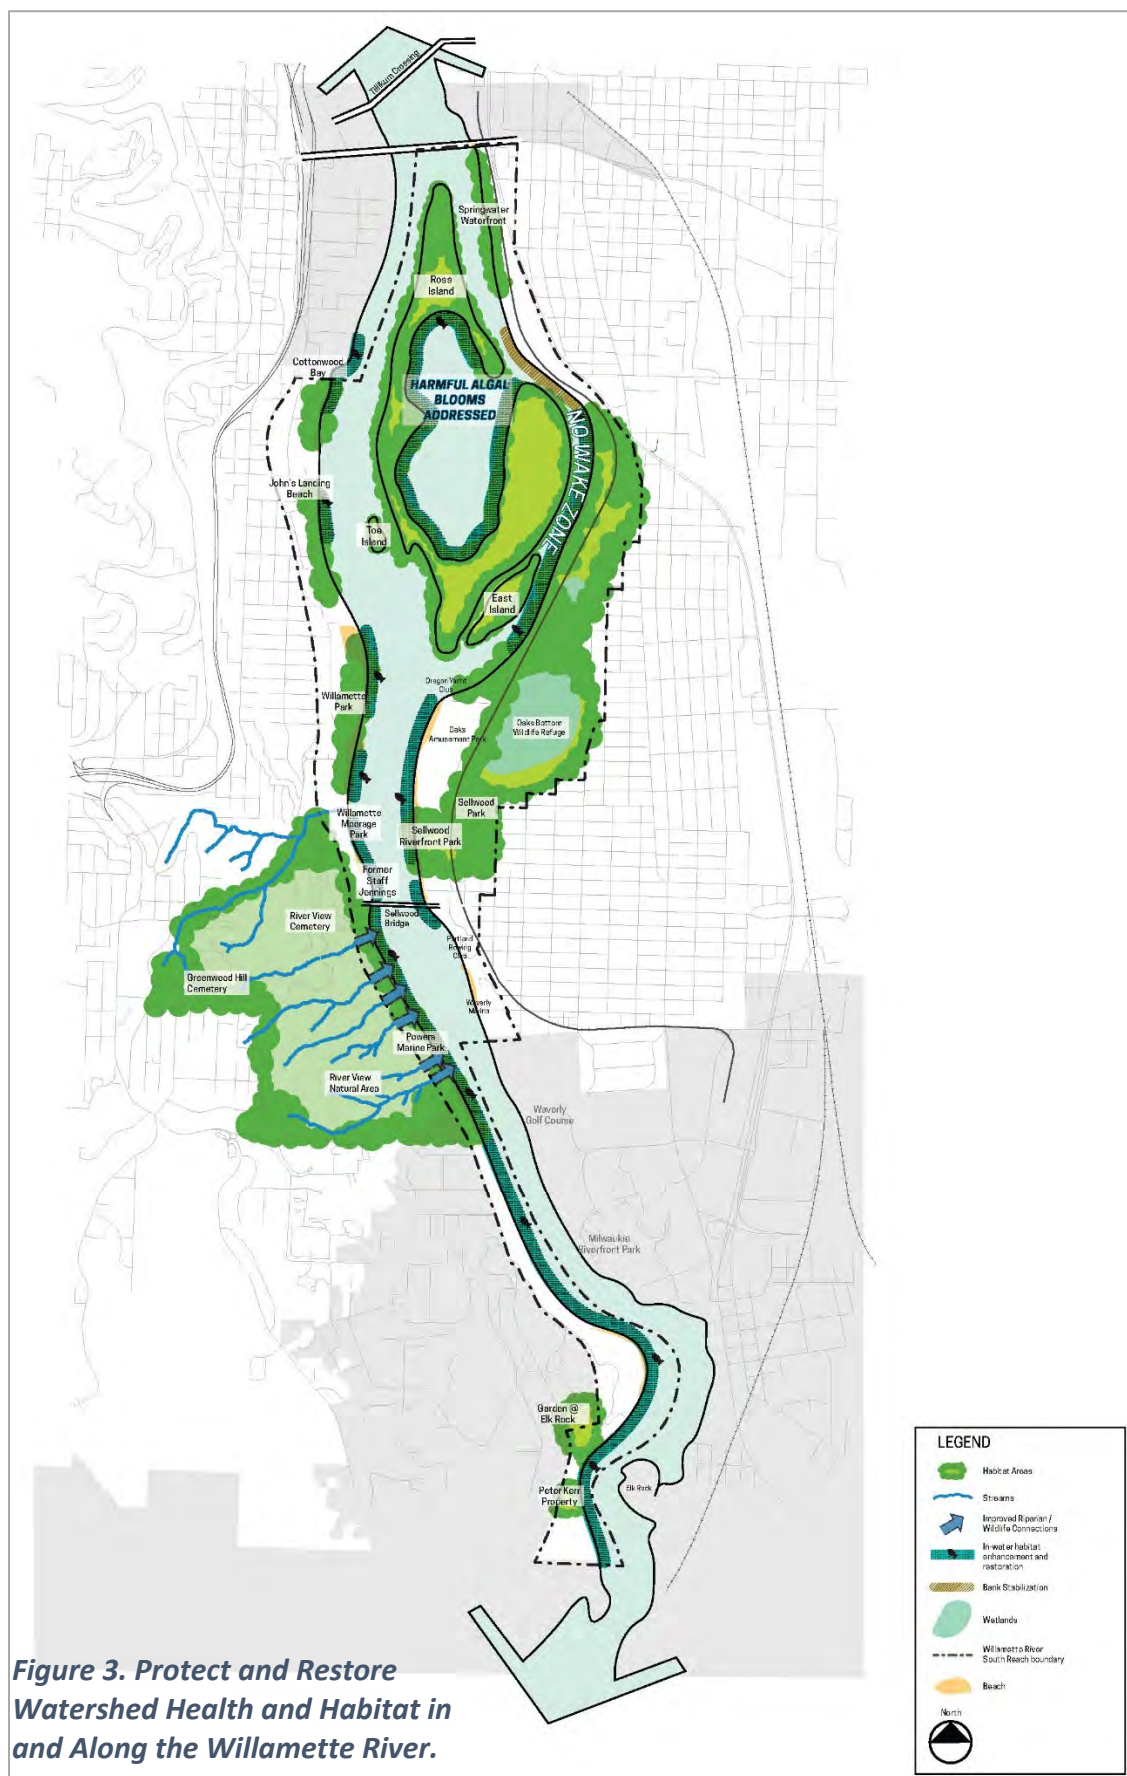 Tillikum Crossing
Springwater
Waterfront
Ross
Island
Cottonwood
Bay
HARMFUL ALGAL
BLOOMS
ADDRESSED
NO WAKE ZONE
John's Landing
Beach
Toe
Island
East
Island
Oregon Yacht
Club
Willamette
Park
Oaks
Amusement Park
Oaks Bottom
Wildlife Refuge
Sellwood
Park
Willamette
Moorage
Park
Sellwood
Riverfront Park
Former
Staff
Jennings
River View
Cemetery
Sellwood
Bridge
Portland
Rowing
Club
Greenwood Hill
Cemetery
Waverly
Marina
Powers
Marine Park
River View
Natural Area
Waverly
Golf Course
Milwaukie
Riverfront Park
Garden @
Elk Rock
Peter Kerr
Property
Elk Rock
LEGEND
Habitat Areas
Streams
Improved Riparian /
Wildlife Connections
In-water habitat
enhancement and
restoration
Bank Stabilization
Wetlands
Willamette River
South Reach boundary
Beach
North
Figure 3. Protect and Restore
Watershed Health and Habitat in
and Along the Willamette River.